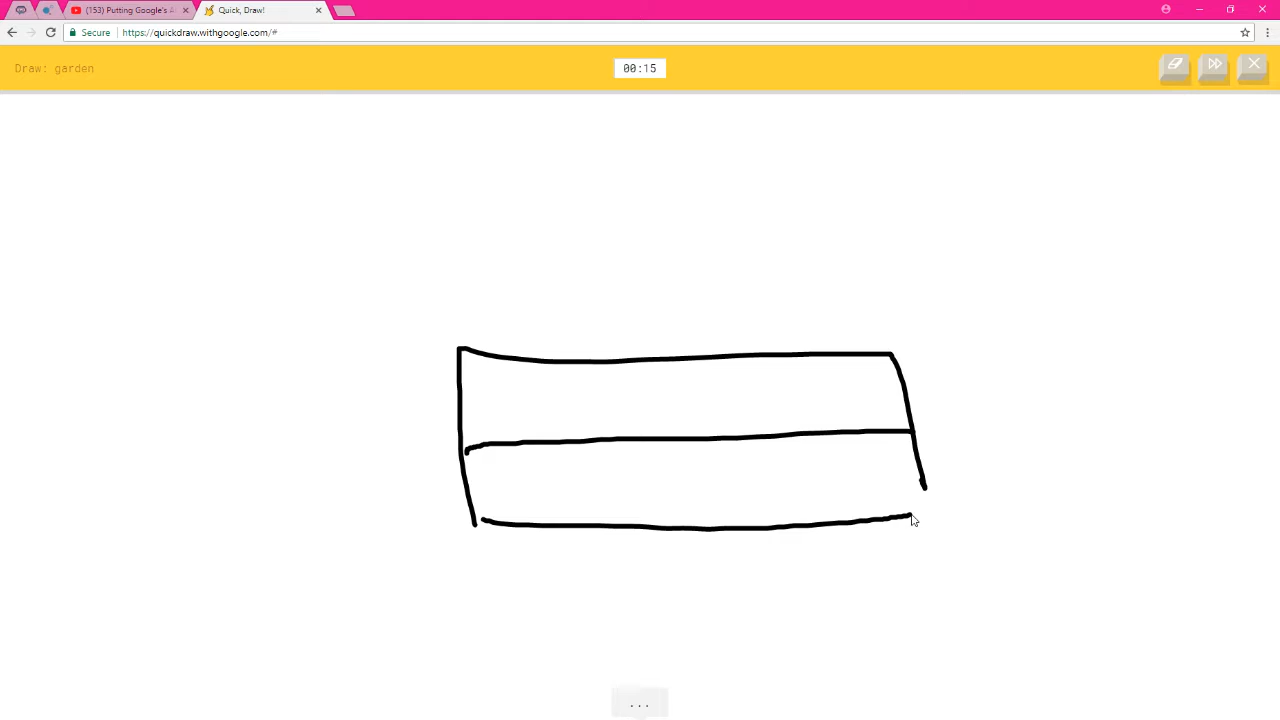 (153) Putting Google's A
Quick, Draw!
Secure
https://quickdraw.withgoogle.com/#
Draw: garden
00:15
...